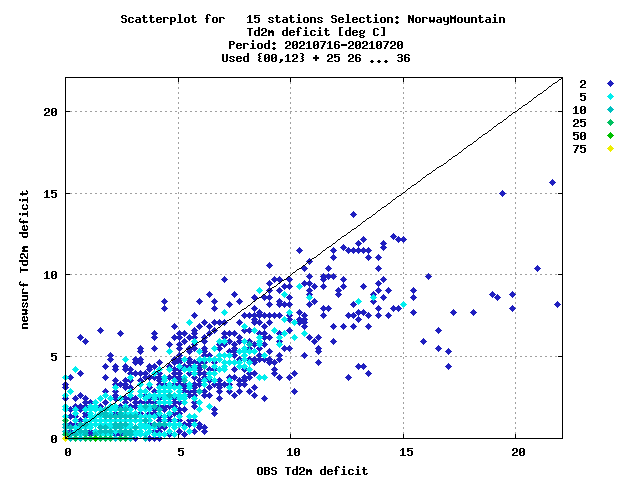 Scatterplot for 15 stations Selection: NorwayMountain
Td2m deficit [deg C]
Period: 20210716-20210720
Used {00,12} + 25 26 ... 36
2
5
10
25
50
75
20
15
10
5
0
newsurf Td2m deficit
0 5 10 15 20
OBS Td2m deficit